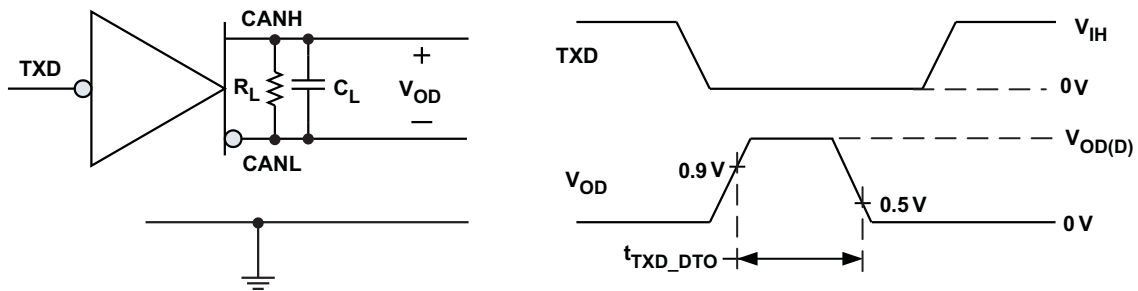 CANH
TXD
R_L
C_L
+
V_OD
—
CANL
TXD
V_IH
0 V
V_OD
0.9 V
V_OD(D)
0.5 V
0 V
t_TXD_DTO